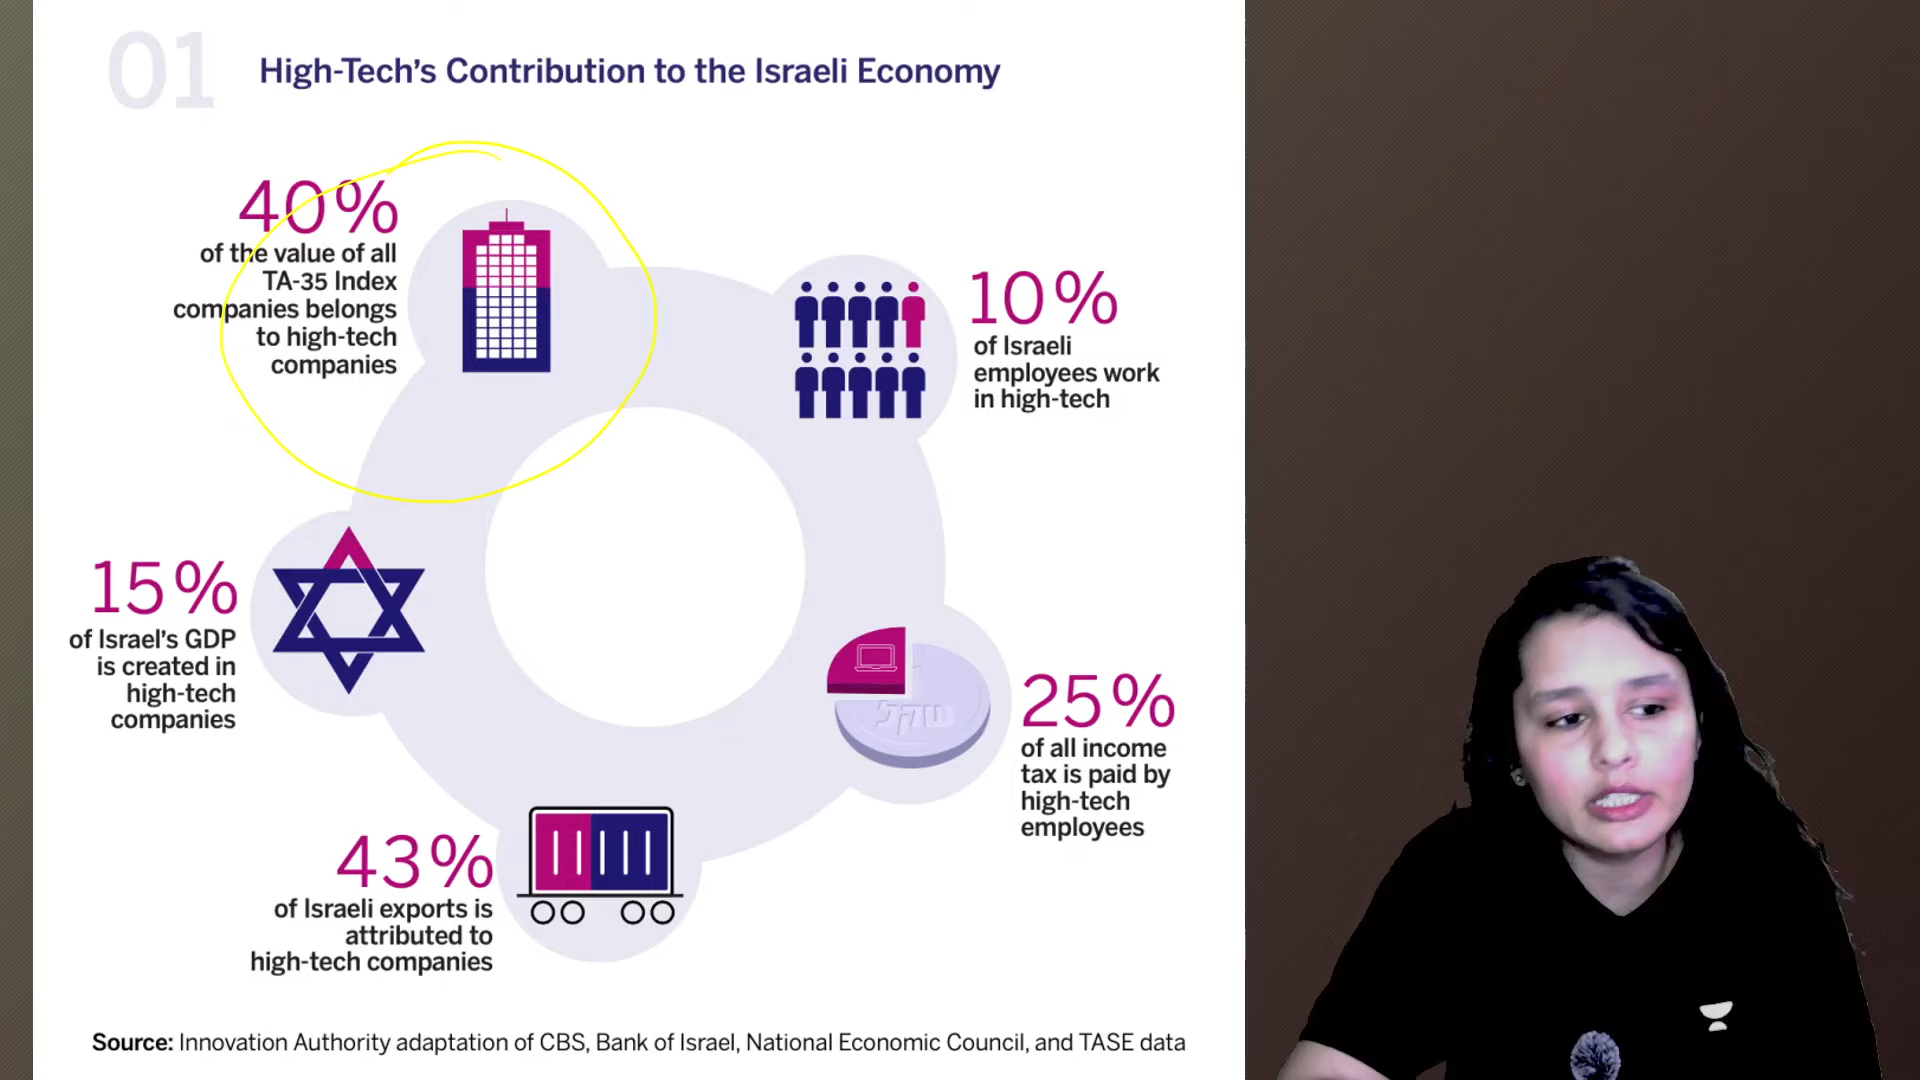 01
High-Tech's Contribution to the Israeli Economy
40%
of the value of all
TA-35 Index
companies belongs
to high-tech
companies
10%
of Israeli
employees work
in high-tech
15%
of Israel's GDP
is created in
high-tech
companies
שקל
25%
of all income
tax is paid by
high-tech
employees
43%
of Israeli exports is
attributed to
high-tech companies
Source: Innovation Authority adaptation of CBS, Bank of Israel, National Economic Council, and TASE data